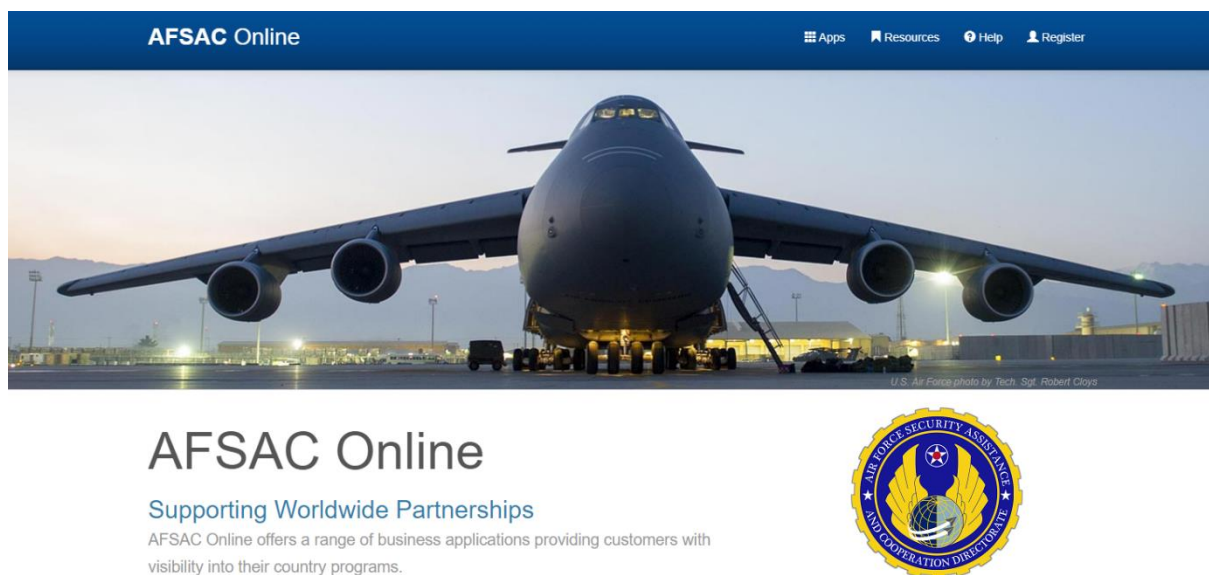 AFSAC Online
Apps
Resources
Help
Register
U.S. Air Force photo by Tech. Sgt. Robert Cloys
AFSAC Online
Supporting Worldwide Partnerships
AFSAC Online offers a range of business applications providing customers with
visibility into their country programs.
AIR FORCE SECURITY ASSISTANCE
AND COOPERATION DIRECTORATE